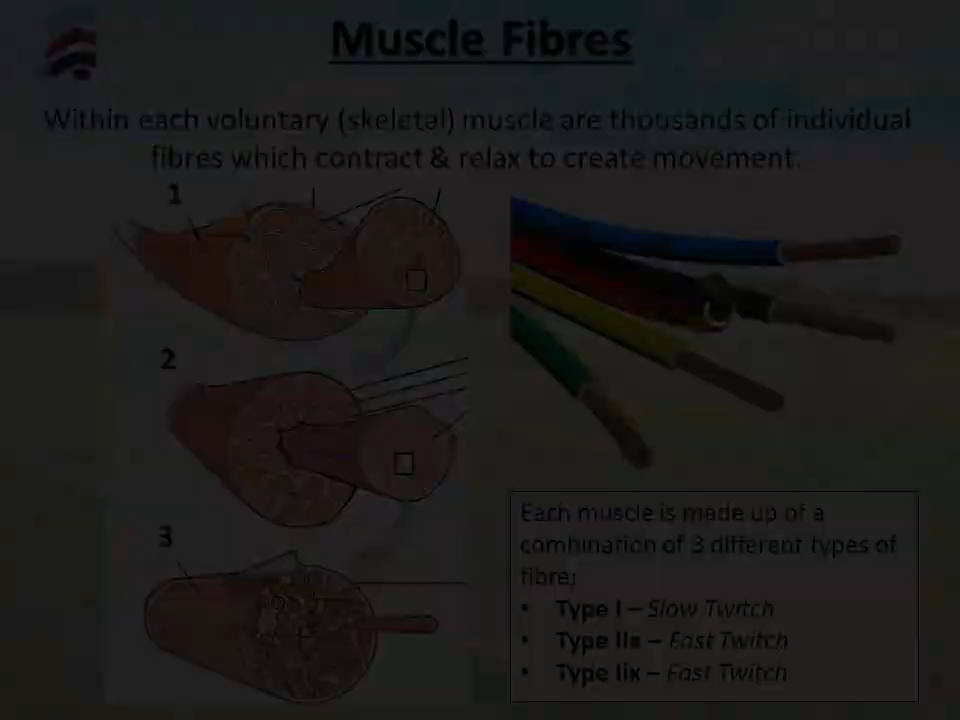 Muscle Fibres
Within each voluntary (skeletal) muscle are thousands of individual
fibres which contract & relax to create movement.
1
2
3
Each muscle is made up of a
combination of 3 different types of
fibre;
• Type I – Slow Twitch
• Type IIa – Fast Twitch
• Type Iix – Fast Twitch